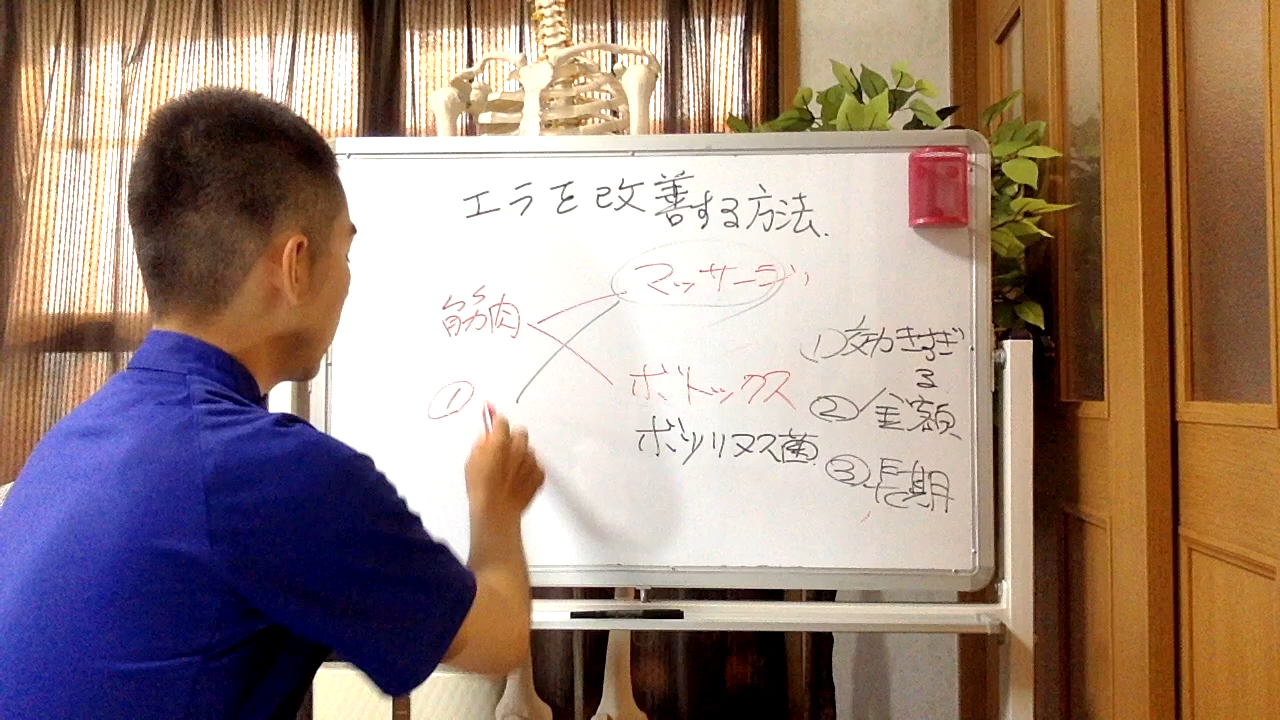 エラを改善する方法.
マッサージ
筋肉
①
ボトックス
ボツリヌス菌
①効きすぎ
る
②金額
③長期